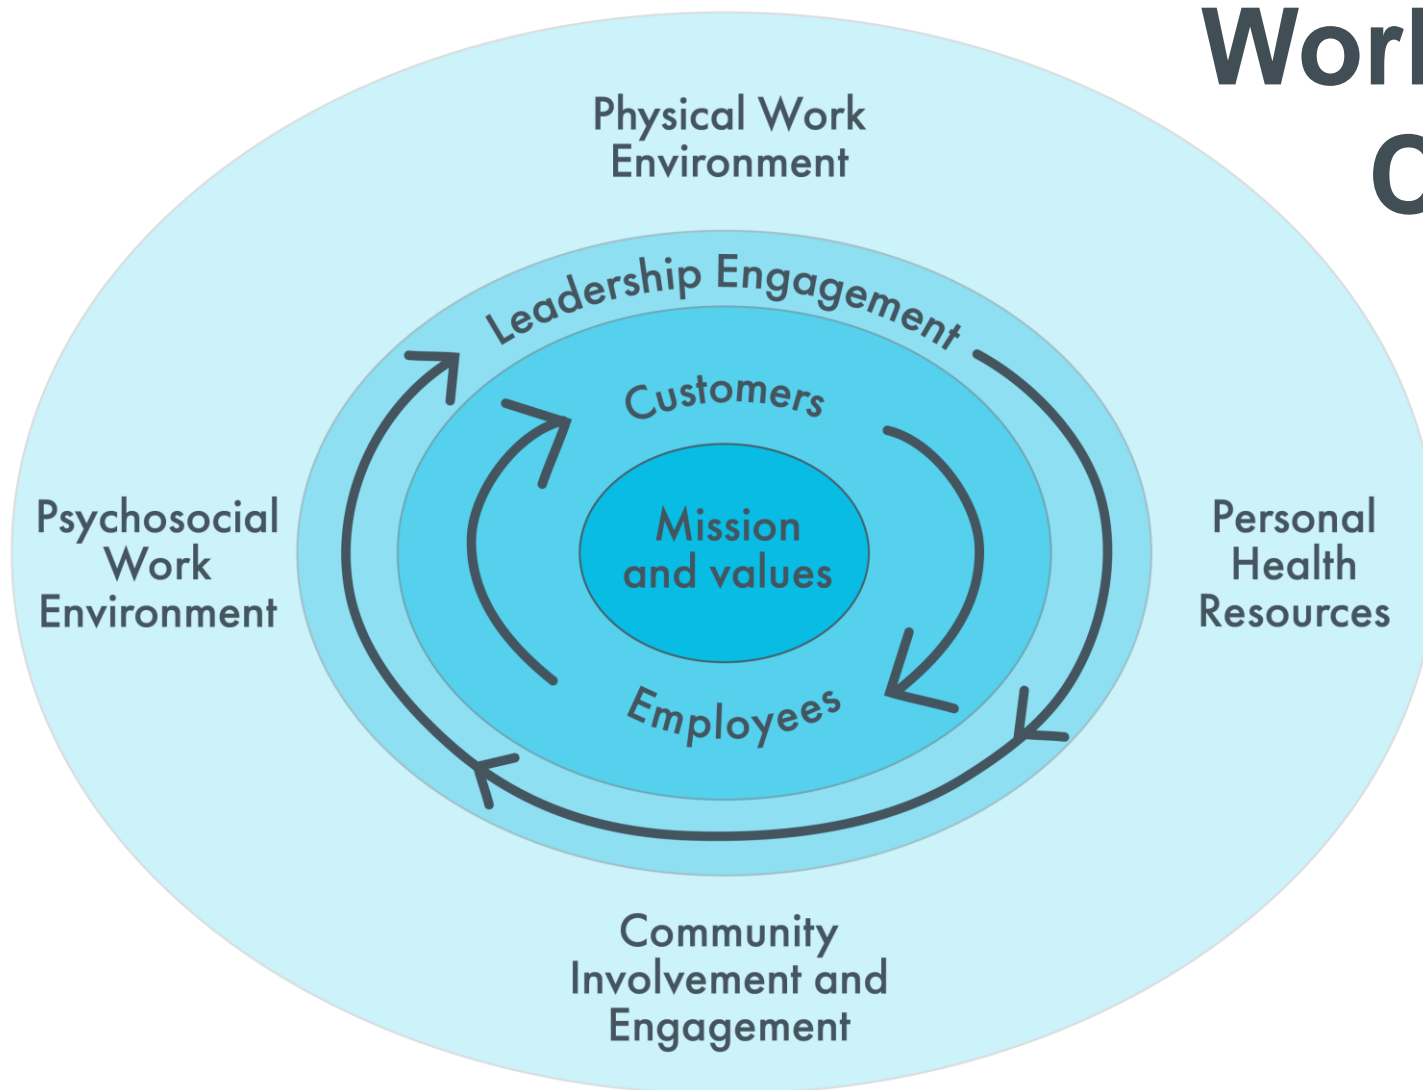 Physical Work
Environment
Leadership Engagement
Customers
Mission
and values
Employees
Psychosocial
Work
Environment
Personal
Health
Resources
Community
Involvement and
Engagement